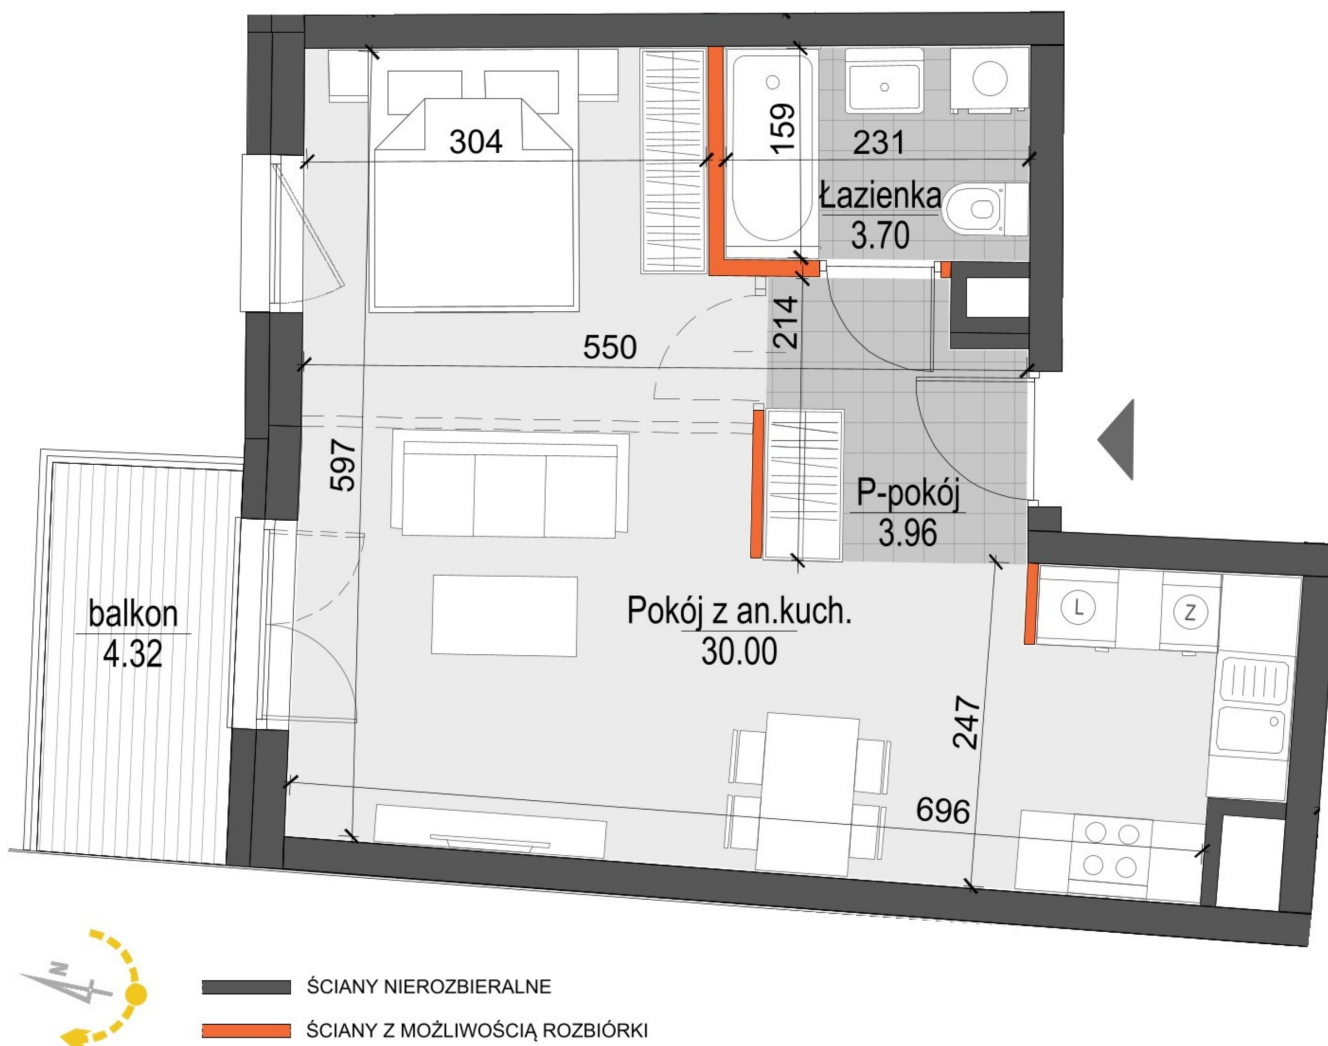 304
159
231
Łazienka
3.70
214
550
597
P-pokój
3.96
L
Z
balkon
4.32
Pokój z an.kuch.
30.00
247
696
N
ŚCIANY NIEROZBIERALNE
ŚCIANY Z MOŻLIWOŚCIĄ ROZBIÓRKI